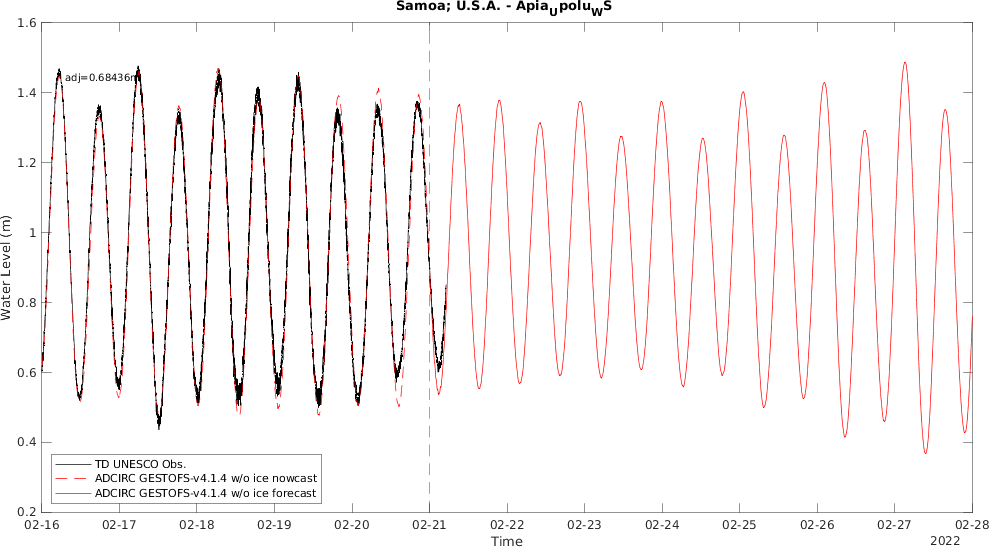 Samoa; U.S.A. - Apia_Upolu_WS
1.6
adj=0.68436m
1.4
1.2
Water Level (m)
1
0.8
0.6
0.4
0.2
TD UNESCO Obs.
ADCIRC GESTOFS-v4.1.4 w/o ice nowcast
ADCIRC GESTOFS-v4.1.4 w/o ice forecast
02-16 02-17 02-18 02-19 02-20 02-21 02-22 02-23 02-24 02-25 02-26 02-27 02-28
Time
2022